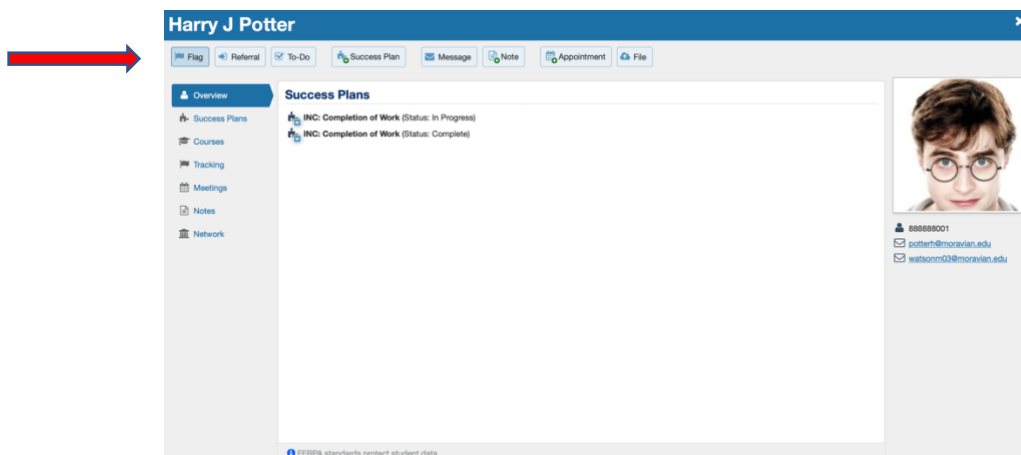 Harry J Potter
Flag Referral To-Do Success Plan Message Note Appointment File
Overview
Success Plans
Courses
Tracking
Meetings
Notes
Network
Success Plans
INC: Completion of Work (Status: In Progress)
INC: Completion of Work (Status: Complete)
888888001
potterh@moravian.edu
watsonm03@moravian.edu
FERPA standards protect student data